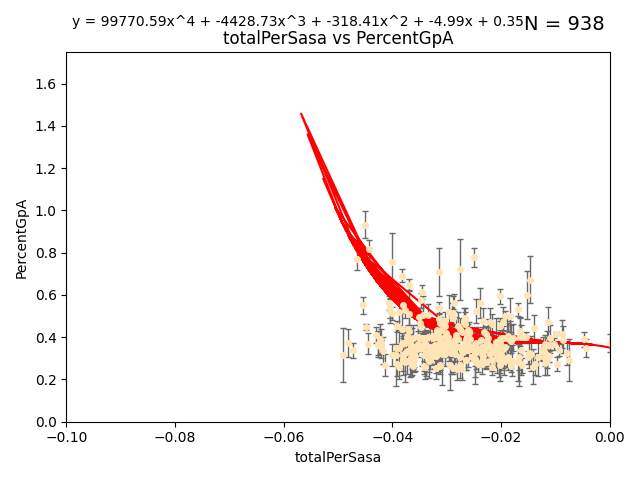 y = 99770.59x^4 + -4428.73x^3 + -318.41x^2 + -4.99x + 0.35 N = 938
totalPerSasa vs PercentGpA
1.6
1.4
1.2
1.0
0.8
0.6
0.4
0.2
0.0
PercentGpA
−0.10 −0.08 −0.06 −0.04 −0.02 0.00
totalPerSasa